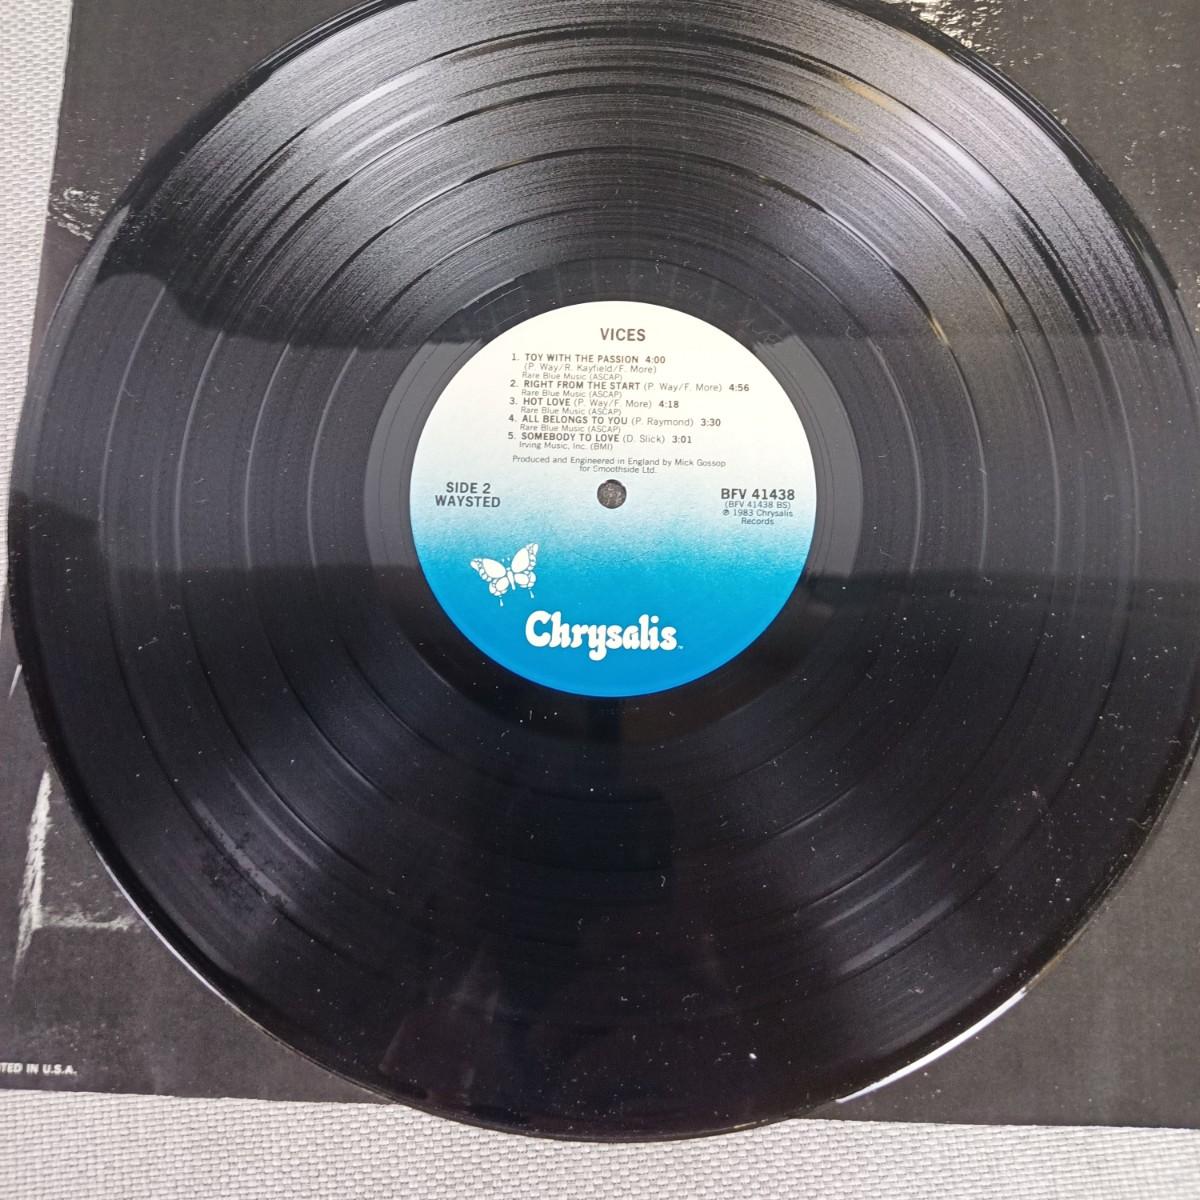 VICES
1. TOY WITH THE PASSION 4:00
(P. Way/R. Kayfield/F. More)
Rare Blue Music (ASCAP)
2. RIGHT FROM THE START (P. Way/F. More) 4:56
Rare Blue Music (ASCAP)
3. HOT LOVE (P. Way/F. More) 4:18
Rare Blue Music (ASCAP)
4. ALL BELONGS TO YOU (P. Raymond) 3:30
Rare Blue Music (ASCAP)
5. SOMEBODY TO LOVE (D. Slick) 3:01
Irving Music, Inc. (BMI)
Produced and Engineered in England by Mick Gossop
for Smoothside Ltd.
SIDE 2
WAYSTED
BFV 41438
(BFV 41438 BS)
℗ 1983 Chrysalis
Records
Chrysalis™
TED IN U.S.A.